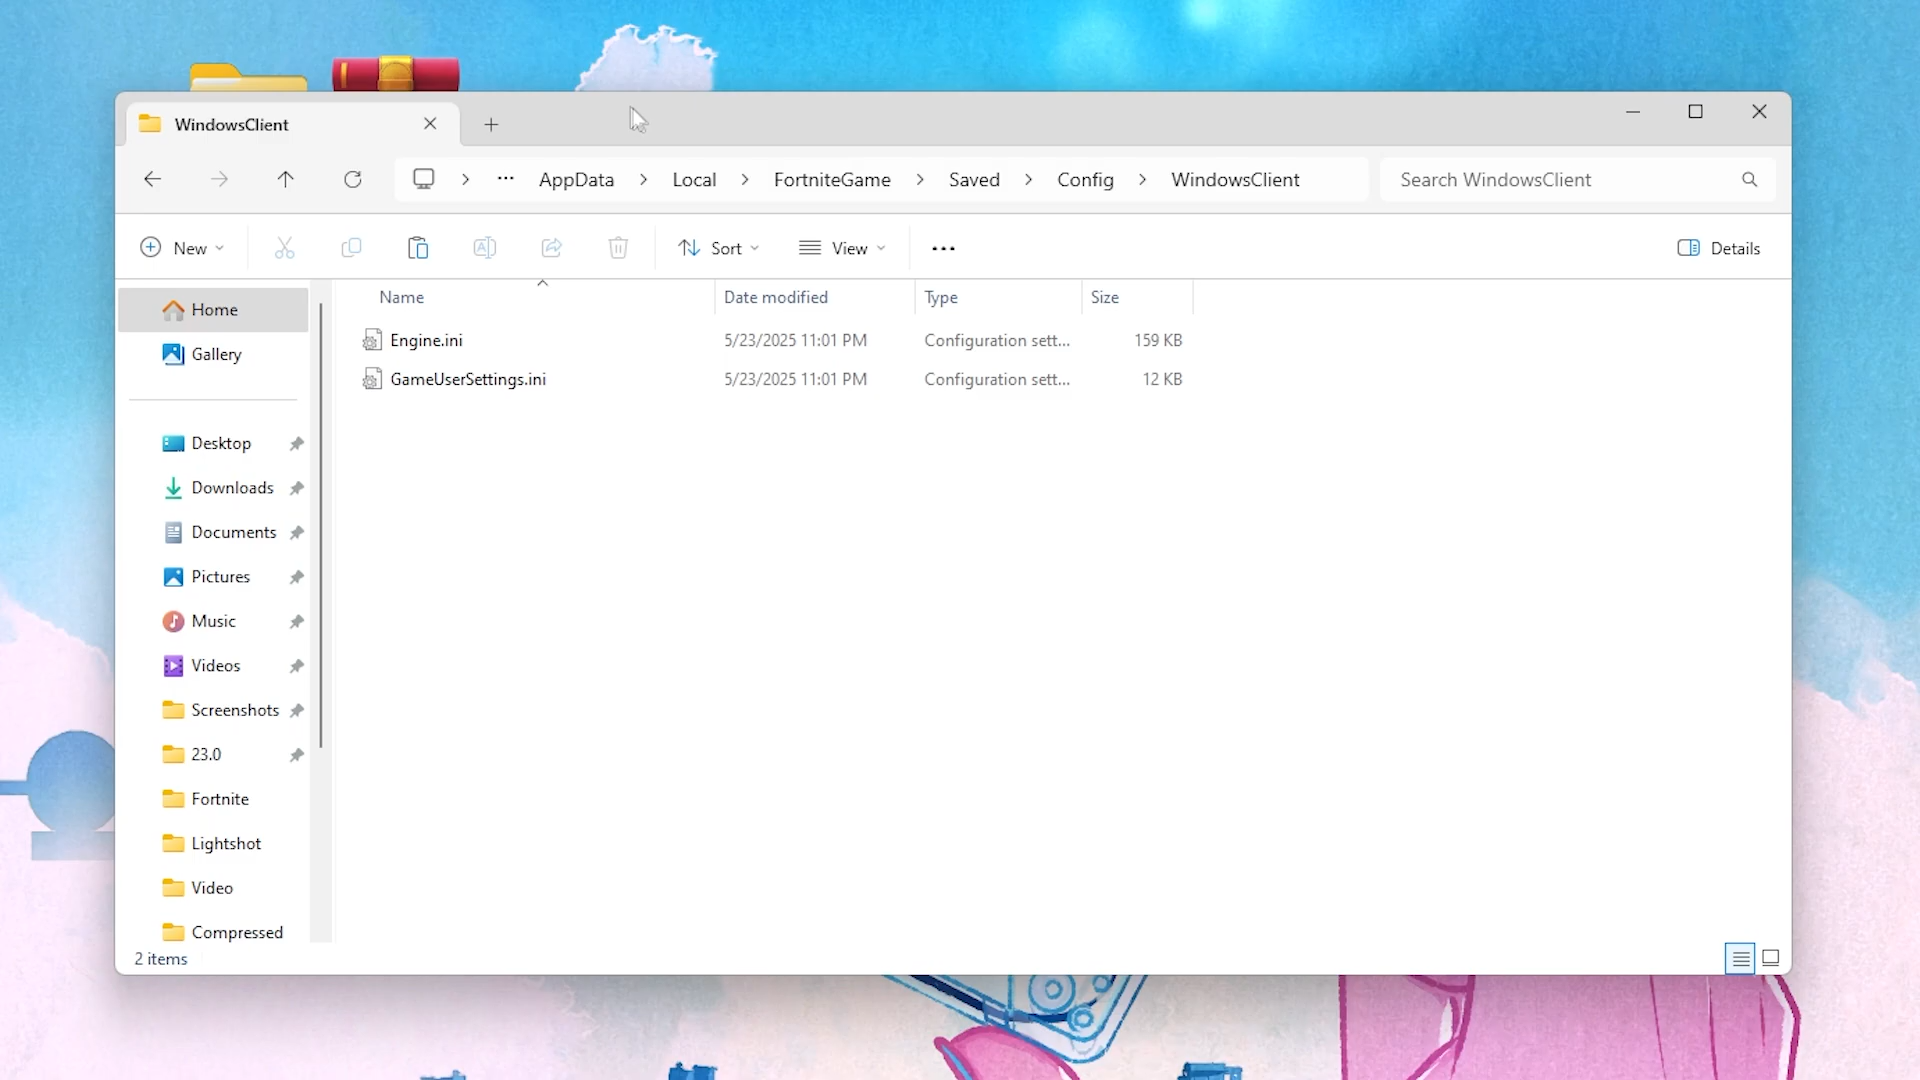 WindowsClient
... AppData > Local > FortniteGame > Saved > Config > WindowsClient
Search WindowsClient
New
Sort
View
...
Details
Home
Gallery
Desktop
Downloads
Documents
Pictures
Music
Videos
Screenshots
23.0
Fortnite
Lightshot
Video
Compressed
Name Date modified Type Size
Engine.ini 5/23/2025 11:01 PM Configuration sett... 159 KB
GameUserSettings.ini 5/23/2025 11:01 PM Configuration sett... 12 KB
2 items